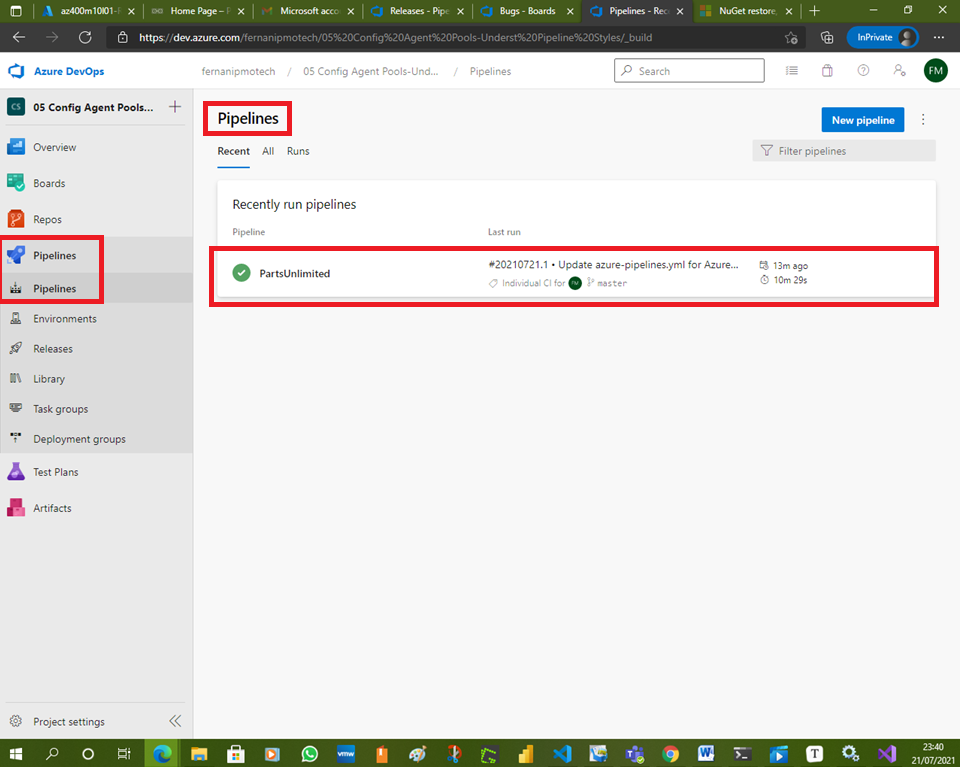 az400m10l01-
Home Page –
Microsoft acco
Releases - Pip
Bugs - Boards
Pipelines - Rec
NuGet restore,
https://dev.azure.com/fernanipmotech/05%20Config%20Agent%20Pools-Underst%20Pipeline%20Styles/_build
InPrivate
Azure DevOps
fernanipmotech / 05 Config Agent Pools-Und... / Pipelines
Search
FM
CS
05 Config Agent Pools...
Overview
Boards
Repos
Pipelines
Pipelines
Environments
Releases
Library
Task groups
Deployment groups
Test Plans
Artifacts
Project settings
Pipelines
New pipeline
Recent All Runs
Filter pipelines
Recently run pipelines
Pipeline Last run
PartsUnlimited
#20210721.1 • Update azure-pipelines.yml for Azure...
Individual CI for FM master
13m ago
10m 29s
vmw
23:40
21/07/2021